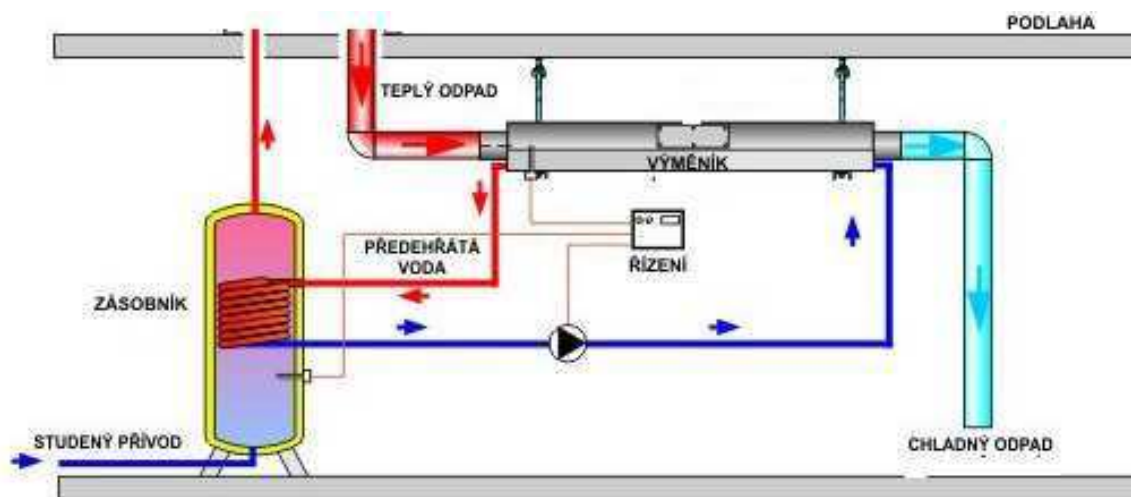 PODLAHA
TEPLÝ ODPAD
VÝMĚNÍK
PŘEDEHŘÁTÁ
VODA
ŘÍZENÍ
ZÁSOBNÍK
STUDENÝ PŘÍVOD
CHLADNÝ ODPAD